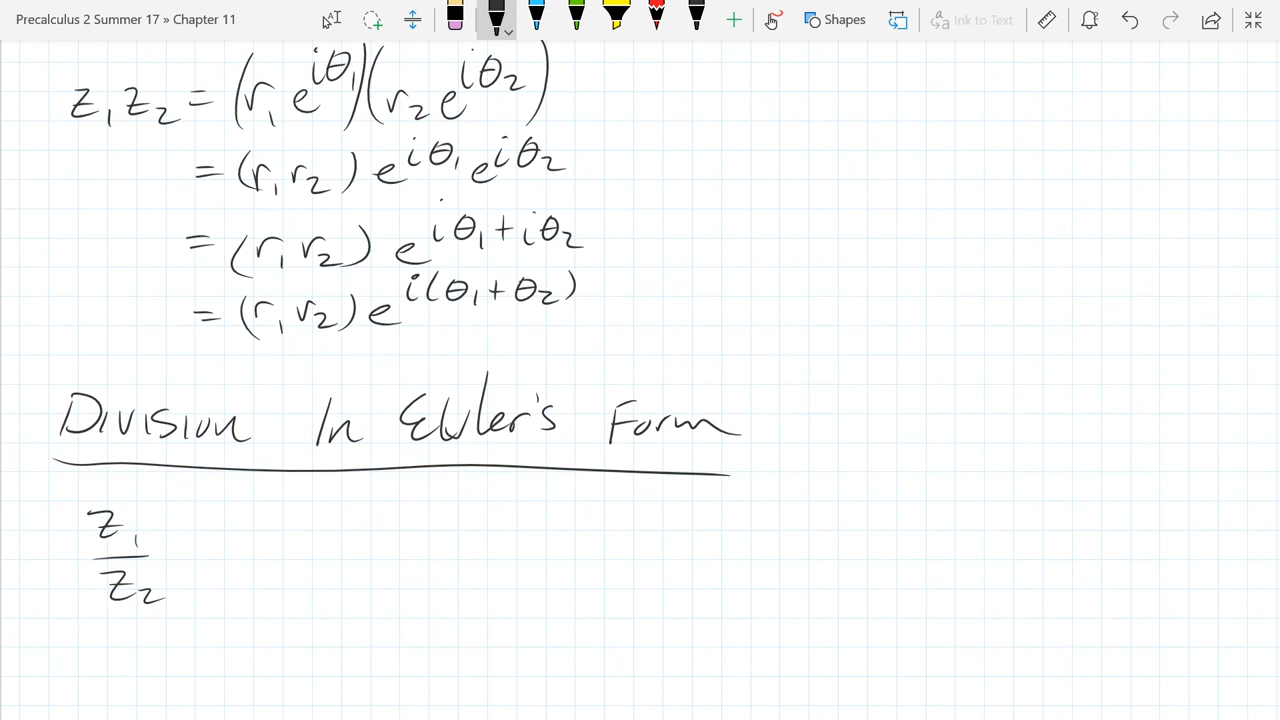 Precalculus 2 Summer 17 » Chapter 11
Shapes
Ink to Text
z₁z₂ = (r₁e^{iθ₁})(r₂e^{iθ₂})
= (r₁r₂) e^{iθ₁} e^{iθ₂}
= (r₁r₂) e^{iθ₁+iθ₂}
= (r₁r₂) e^{i(θ₁+θ₂)}
Division In Euler's Form
z₁
z₂